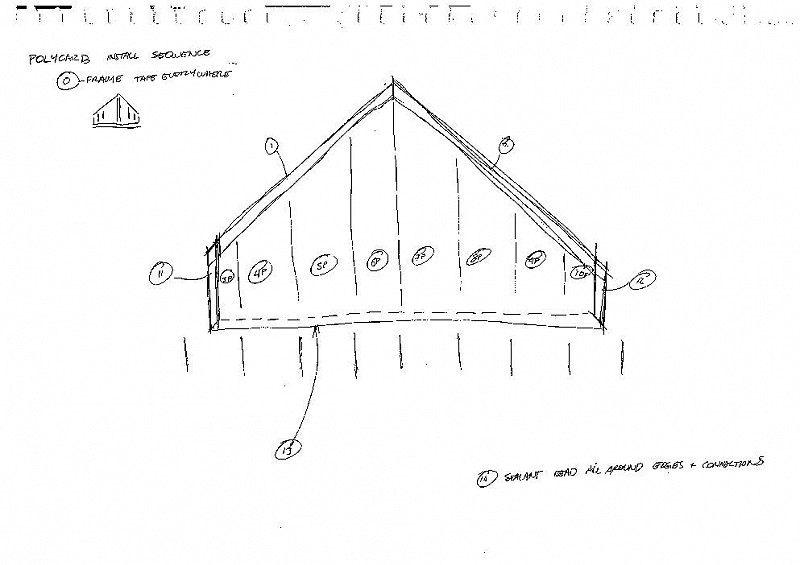 POLYCARB INSTALL SEQUENCE
0 - FRAME TAPE EVERYWHERE
1
2
11
3P
4P
5P
6P
7P
8P
9P
10P
12
13
14 SEALANT BEAD ALL AROUND EDGES + CONNECTIONS